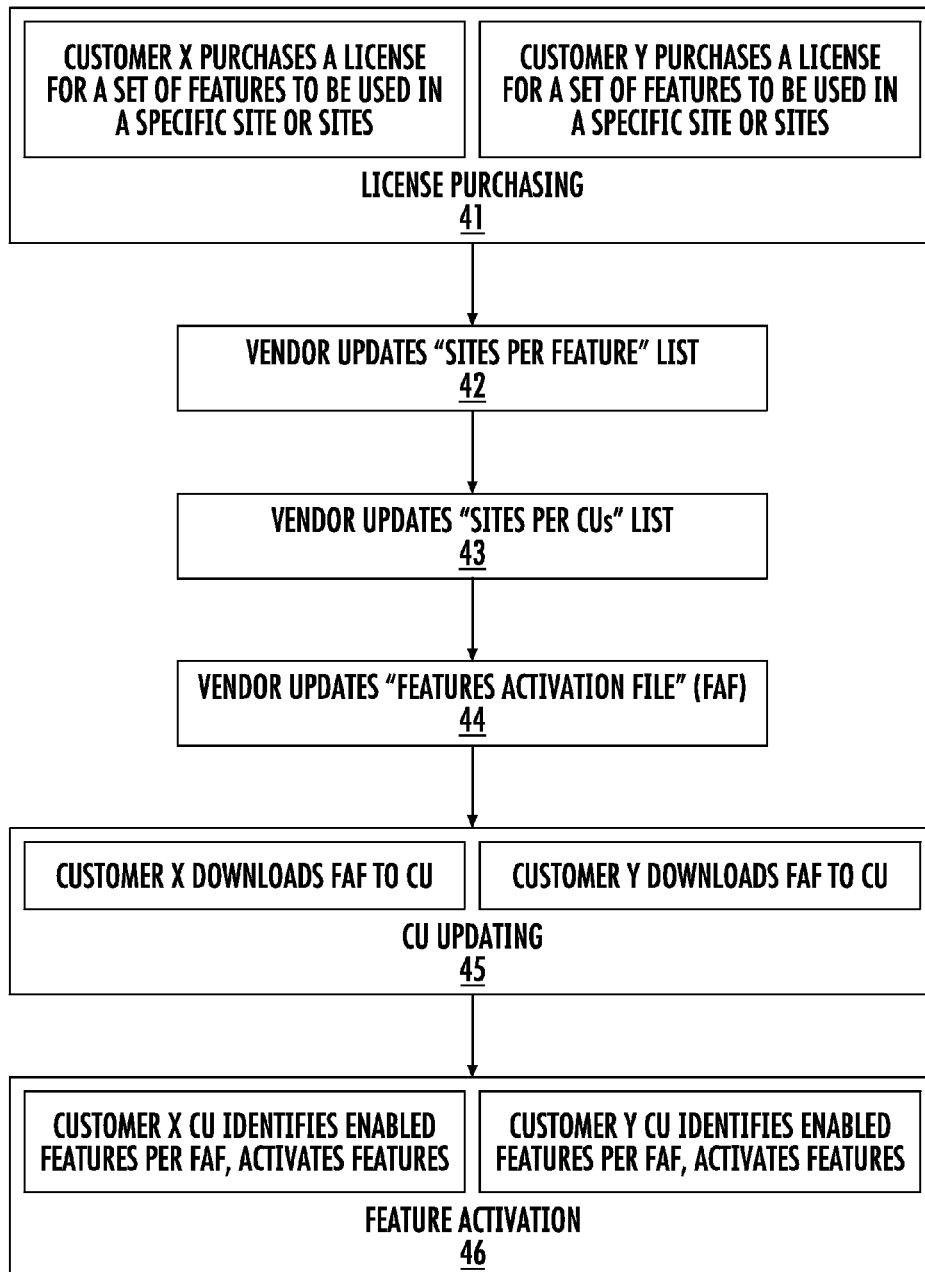 CUSTOMER X PURCHASES A LICENSE
FOR A SET OF FEATURES TO BE USED IN
A SPECIFIC SITE OR SITES
CUSTOMER Y PURCHASES A LICENSE
FOR A SET OF FEATURES TO BE USED IN
A SPECIFIC SITE OR SITES
LICENSE PURCHASING
41
VENDOR UPDATES “SITES PER FEATURE” LIST
42
VENDOR UPDATES “SITES PER CUs” LIST
43
VENDOR UPDATES “FEATURES ACTIVATION FILE” (FAF)
44
CUSTOMER X DOWNLOADS FAF TO CU
CUSTOMER Y DOWNLOADS FAF TO CU
CU UPDATING
45
CUSTOMER X CU IDENTIFIES ENABLED
FEATURES PER FAF, ACTIVATES FEATURES
CUSTOMER Y CU IDENTIFIES ENABLED
FEATURES PER FAF, ACTIVATES FEATURES
FEATURE ACTIVATION
46